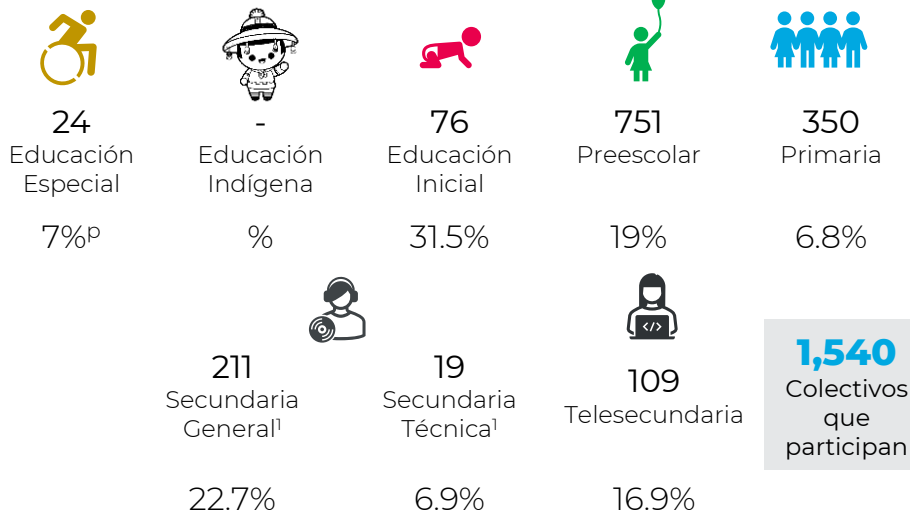 24
Educación
Especial
7%ᵖ
-
Educación
Indígena
%
76
Educación
Inicial
31.5%
751
Preescolar
19%
350
Primaria
6.8%
211
Secundaria
General¹
22.7%
19
Secundaria
Técnica¹
6.9%
</>
109
Telesecundaria
16.9%
1,540
Colectivos
que
participan